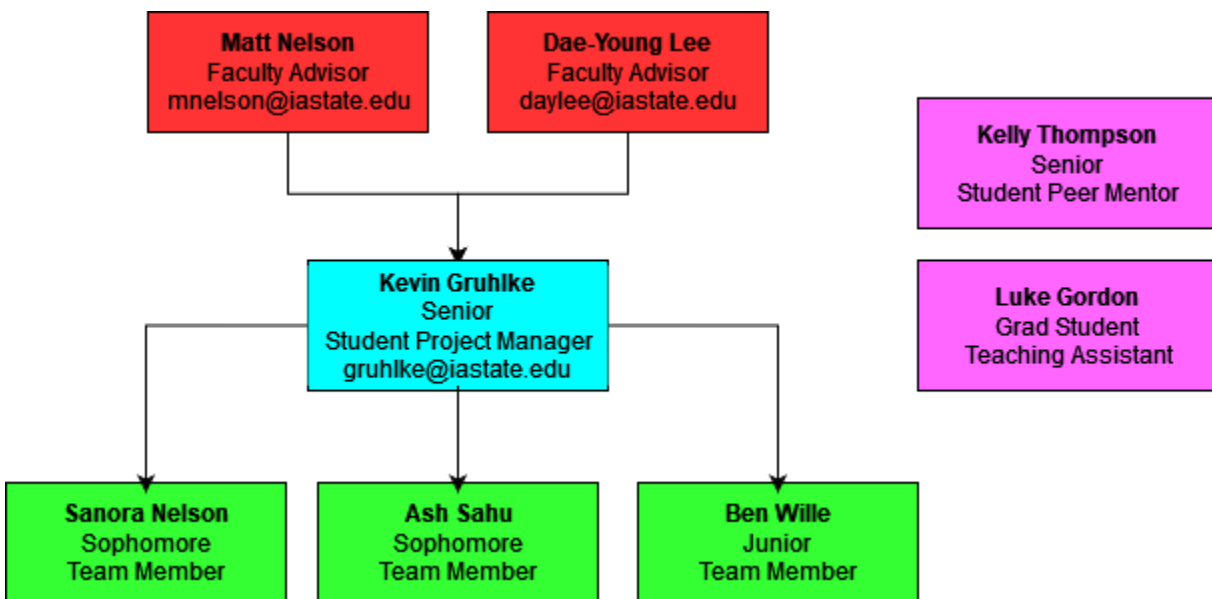 Matt Nelson
Faculty Advisor
mnelson@iastate.edu
Dae-Young Lee
Faculty Advisor
daylee@iastate.edu
Kelly Thompson
Senior
Student Peer Mentor
Kevin Gruhlke
Senior
Student Project Manager
gruhlke@iastate.edu
Luke Gordon
Grad Student
Teaching Assistant
Sanora Nelson
Sophomore
Team Member
Ash Sahu
Sophomore
Team Member
Ben Wille
Junior
Team Member